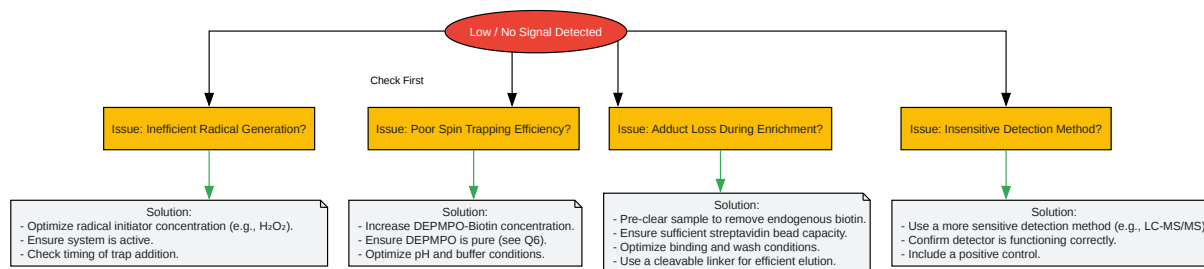 Low / No Signal Detected
Check First
Issue: Inefficient Radical Generation?
Issue: Poor Spin Trapping Efficiency?
Issue: Adduct Loss During Enrichment?
Issue: Insensitive Detection Method?
Solution:
- Optimize radical initiator concentration (e.g., H₂O₂).
- Ensure system is active.
- Check timing of trap addition.
Solution:
- Increase DEPMPO-Biotin concentration.
- Ensure DEPMPO is pure (see Q6).
- Optimize pH and buffer conditions.
Solution:
- Pre-clear sample to remove endogenous biotin.
- Ensure sufficient streptavidin bead capacity.
- Optimize binding and wash conditions.
- Use a cleavable linker for efficient elution.
Solution:
- Use a more sensitive detection method (e.g., LC-MS/MS)
- Confirm detector is functioning correctly.
- Include a positive control.